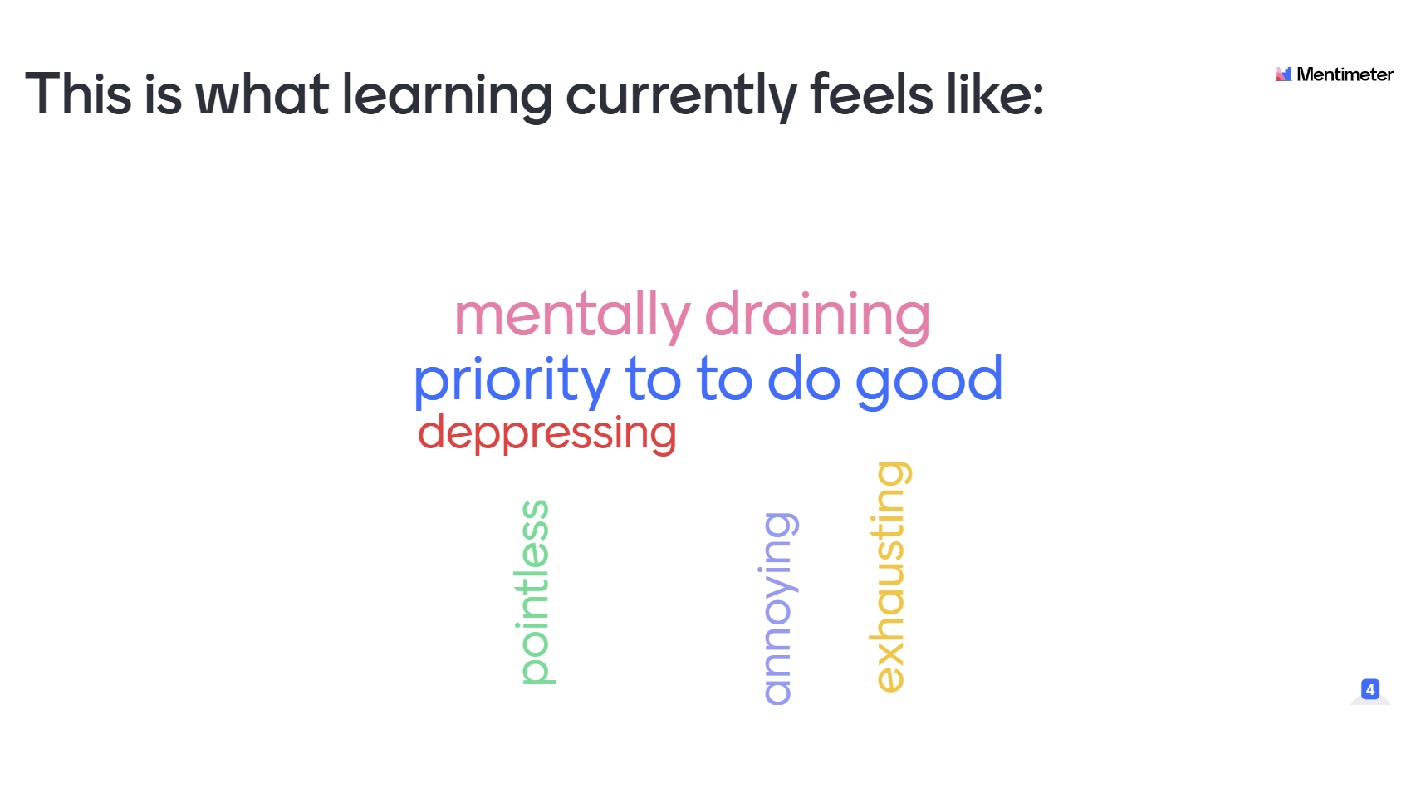 This is what learning currently feels like:
Mentimeter
mentally draining
priority to to do good
deppressing
pointless
annoying
exhausting
4